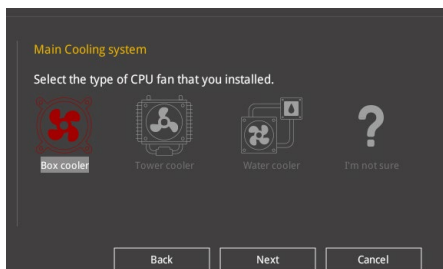 Main Cooling system
Select the type of CPU fan that you installed.
Box cooler
Tower cooler
Water cooler
I'm not sure
Back
Next
Cancel